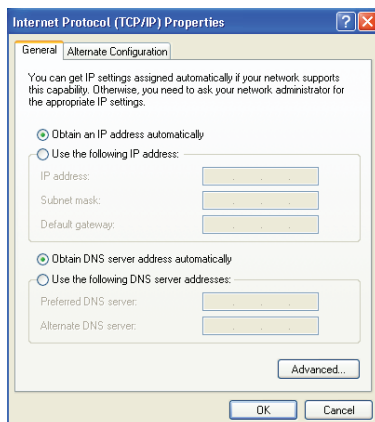 Internet Protocol (TCP/IP) Properties
General
Alternate Configuration
You can get IP settings assigned automatically if your network supports
this capability. Otherwise, you need to ask your network administrator for
the appropriate IP settings.
Obtain an IP address automatically
Use the following IP address:
IP address:
Subnet mask:
Default gateway:
Obtain DNS server address automatically
Use the following DNS server addresses:
Preferred DNS server:
Alternate DNS server:
Advanced...
OK
Cancel